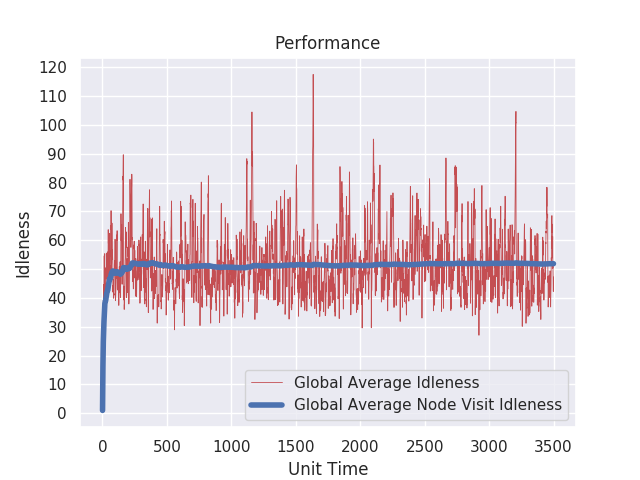 Performance
120
110
100
90
80
70
60
50
40
30
20
10
0
Idleness
Global Average Idleness
Global Average Node Visit Idleness
0 500 1000 1500 2000 2500 3000 3500
Unit Time